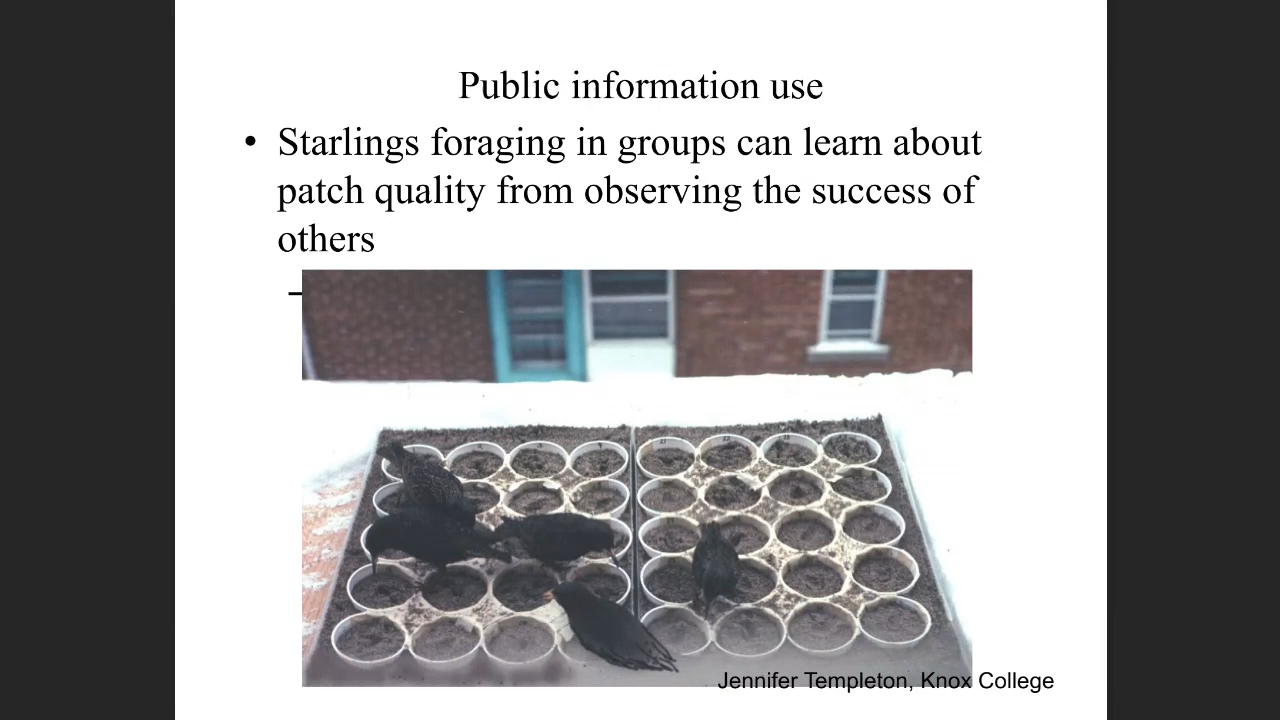 Public information use
• Starlings foraging in groups can learn about
patch quality from observing the success of
others
–
Jennifer Templeton, Knox College